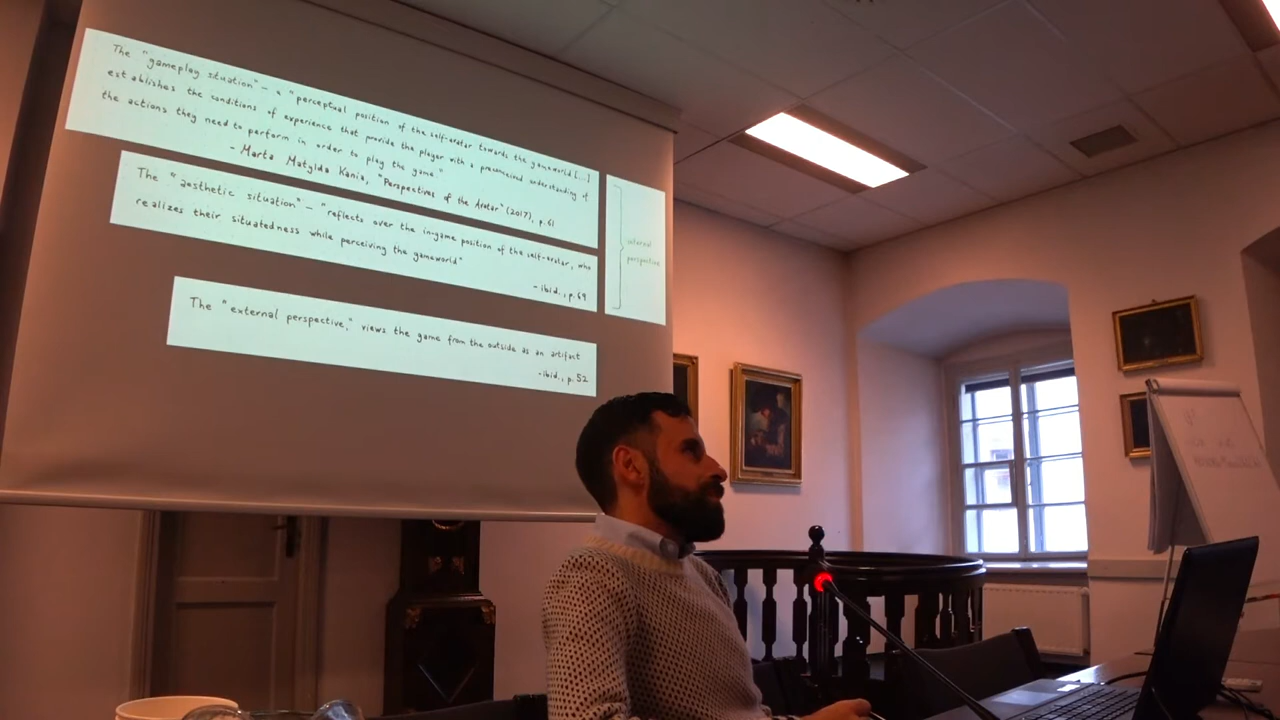 The "gameplay situation" – a "perceptual position of the self-avatar towards the gameworld [...]
establishes the conditions of experience that provide the player with a preconceived understanding of
the actions they need to perform in order to play the game."
- Marta Matylda Kania, "Perspectives of the Avatar" (2017), p. 61
The "aesthetic situation" – "reflects over the in-game position of the self-avatar, who
realizes their situatedness while perceiving the gameworld"
- ibid., p. 69
internal
perspective
The "external perspective," views the game from the outside as an artifact
- ibid., p. 52